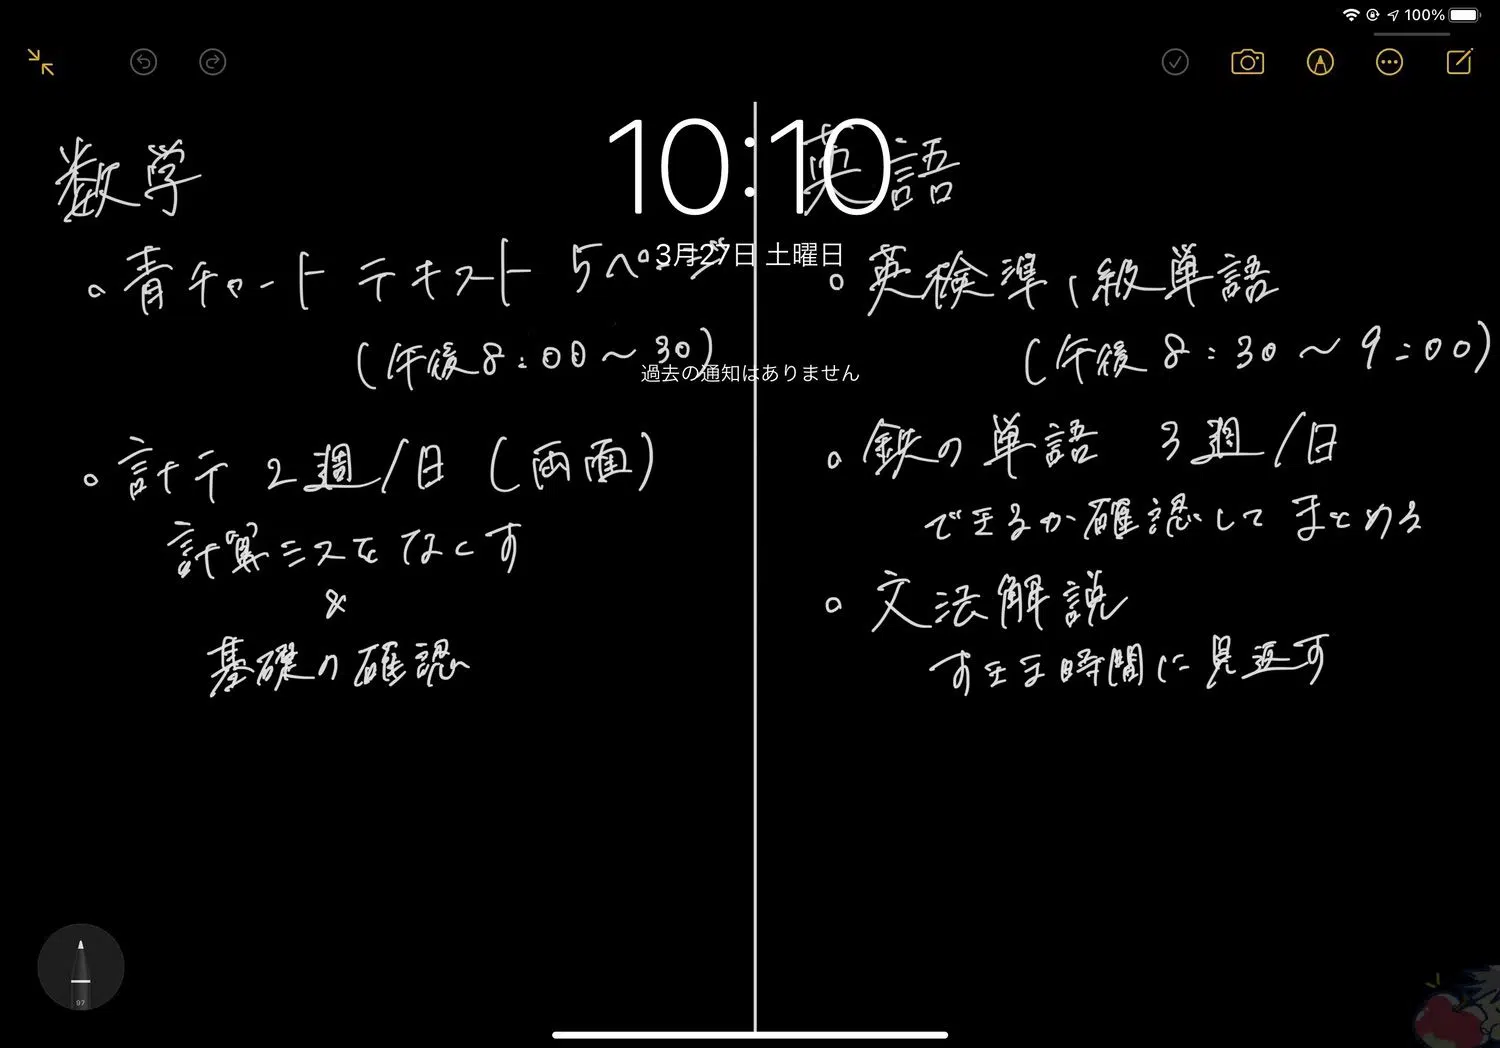 100%
10:10
3月27日 土曜日
過去の通知はありません
数学
。青チャート テキスト 5ページ
(午後8:00～30)
。計テ 2週/日 (両面)
計算ミスをなくす
&
基礎の確認
英語
。英検準1級単語
(午後8:30～9:00)
。鉄の単語 3週/日
できるか確認してまとめる
。文法解説
すきま時間に見返す
97